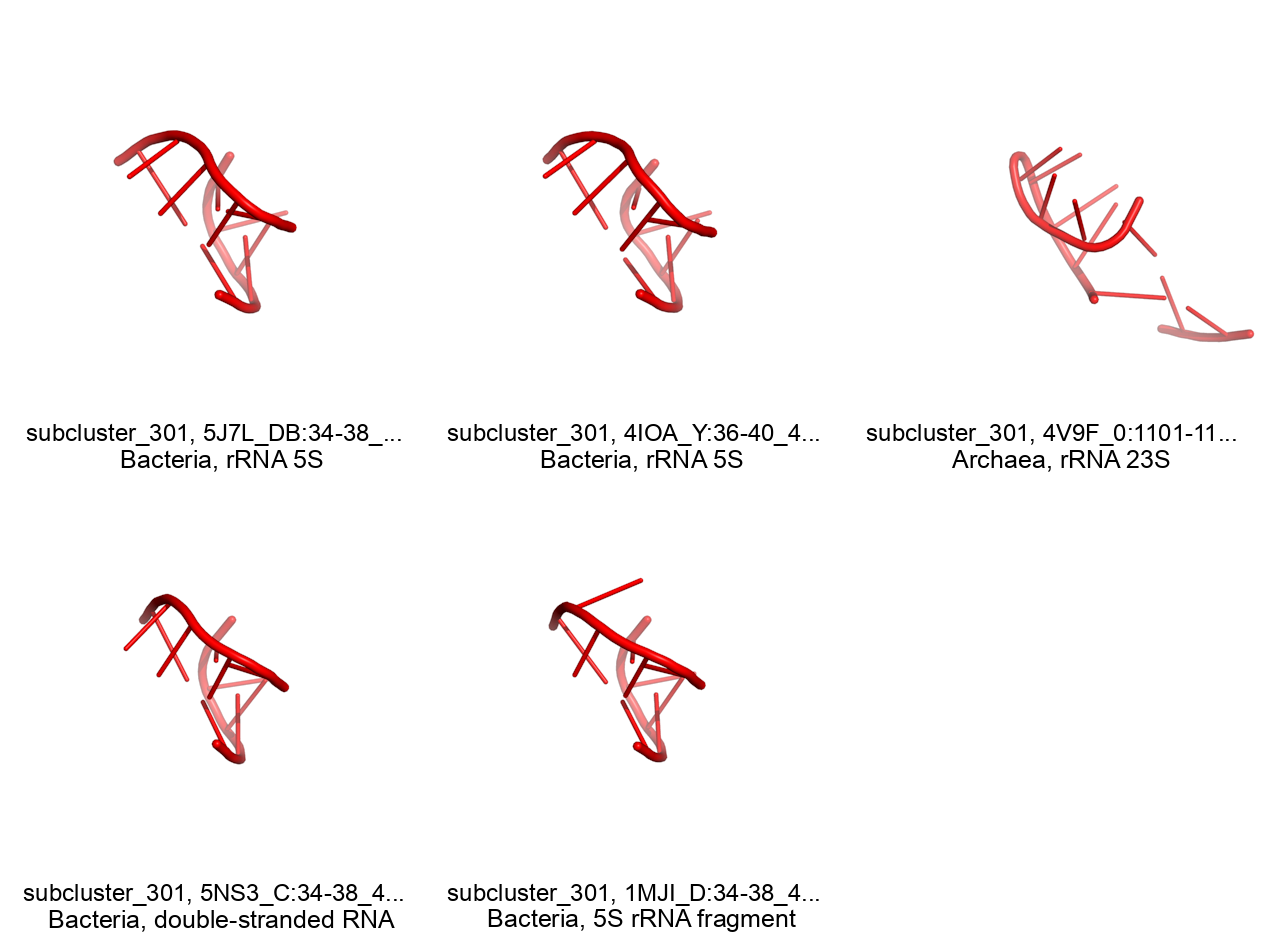 subcluster_301, 5J7L_DB:34-38_...
Bacteria, rRNA 5S
subcluster_301, 4IOA_Y:36-40_4...
Bacteria, rRNA 5S
subcluster_301, 4V9F_0:1101-11...
Archaea, rRNA 23S
subcluster_301, 5NS3_C:34-38_4...
Bacteria, double-stranded RNA
subcluster_301, 1MJI_D:34-38_4...
Bacteria, 5S rRNA fragment